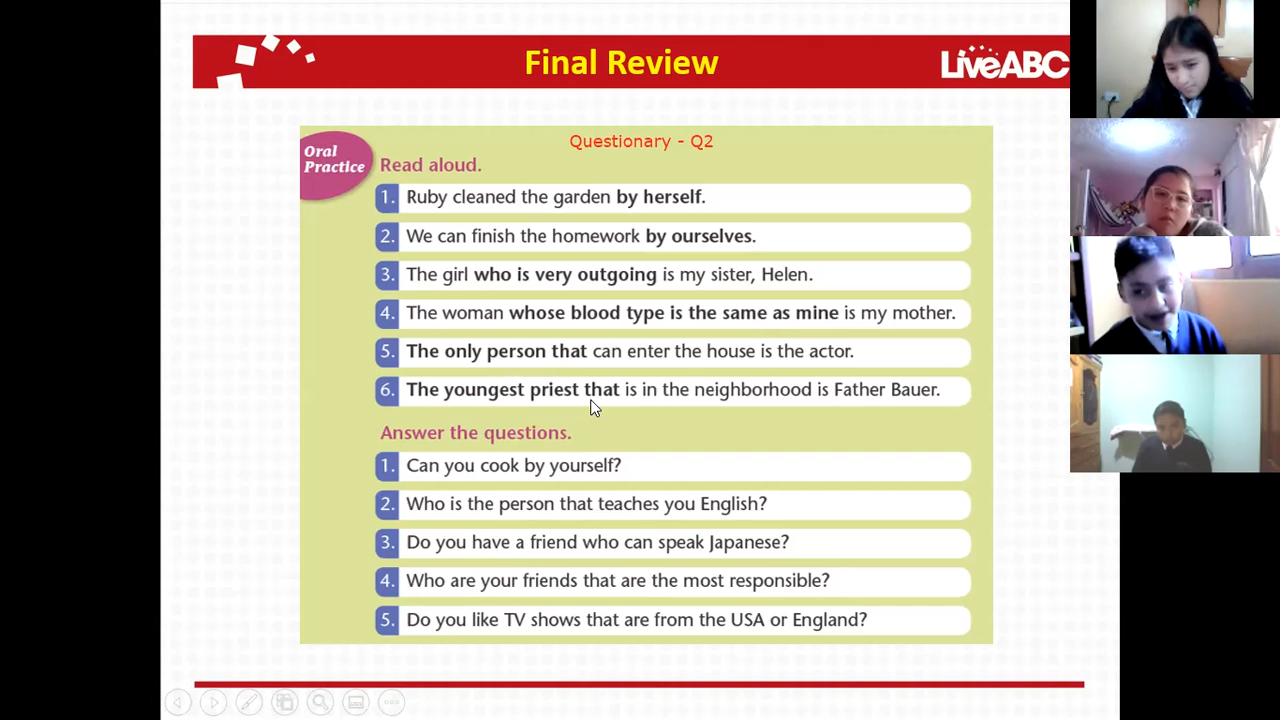 Final Review
LiveABC
Questionary - Q2
Oral
Practice
Read aloud.
1. Ruby cleaned the garden by herself.
2. We can finish the homework by ourselves.
3. The girl who is very outgoing is my sister, Helen.
4. The woman whose blood type is the same as mine is my mother.
5. The only person that can enter the house is the actor.
6. The youngest priest that is in the neighborhood is Father Bauer.
Answer the questions.
1. Can you cook by yourself?
2. Who is the person that teaches you English?
3. Do you have a friend who can speak Japanese?
4. Who are your friends that are the most responsible?
5. Do you like TV shows that are from the USA or England?